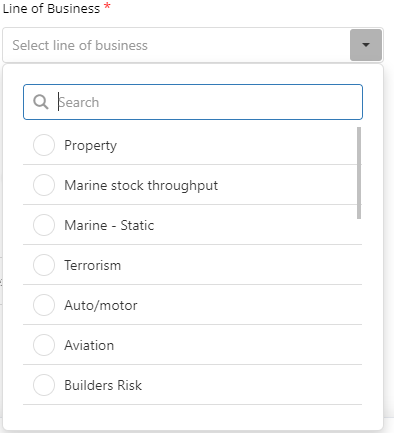 Line of Business *
Select line of business
Search
Property
Marine stock throughput
Marine - Static
Terrorism
Auto/motor
Aviation
Builders Risk